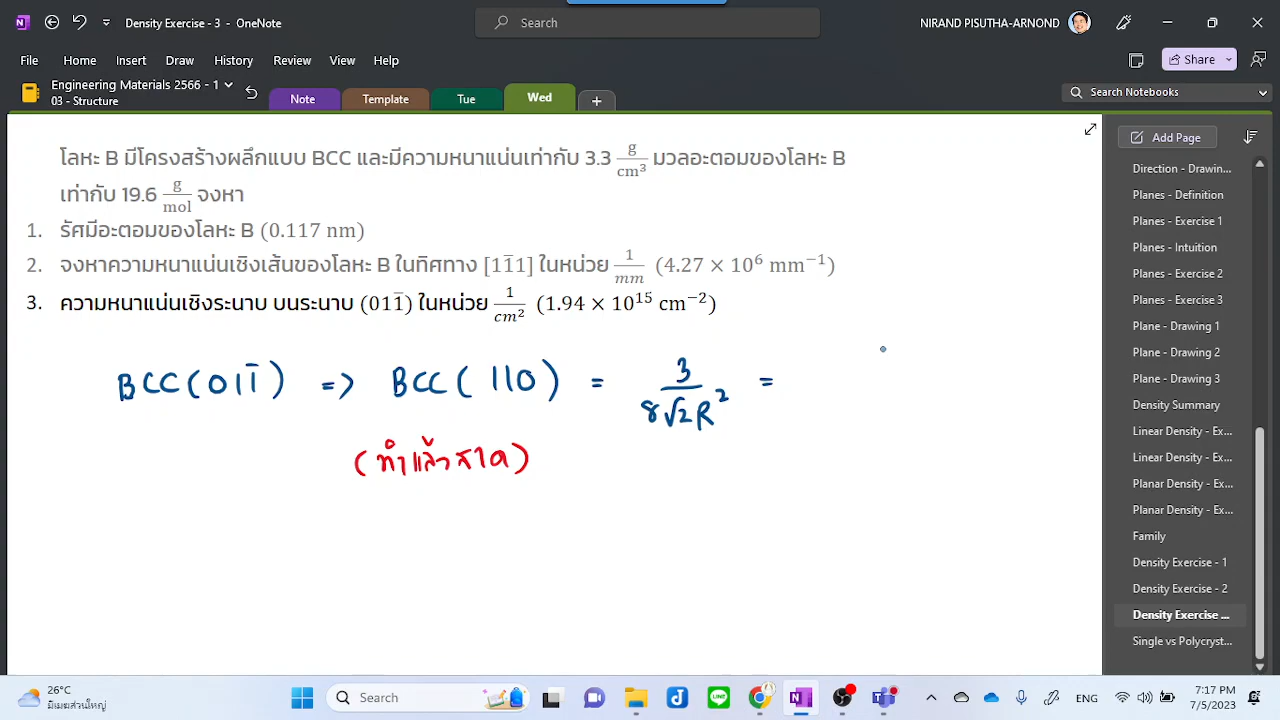 Density Exercise - 3 - OneNote
Search
NIRAND PISUTHA-ARNOND
File Home Insert Draw History Review View Help
Share
Engineering Materials 2566 - 1
03 - Structure
Note
Template
Tue
Wed
Search Notebooks
Add Page
โลหะ B มีโครงสร้างผลึกแบบ BCC และมีความหนาแน่นเท่ากับ 3.3 g/cm³ มวลอะตอมของโลหะ B
เท่ากับ 19.6 g/mol จงหา
1. รัศมีอะตอมของโลหะ B (0.117 nm)
2. จงหาความหนาแน่นเชิงเส้นของโลหะ B ในทิศทาง [11̅1] ในหน่วย 1/mm (4.27 × 10⁶ mm⁻¹)
3. ความหนาแน่นเชิงระนาบ บนระนาบ (011̅) ในหน่วย 1/cm² (1.94 × 10¹⁵ cm⁻²)
BCC(011̅) => BCC(110) = 3/8√2R² =
(ทำแล้ว)
Direction - Drawin...
Planes - Definition
Planes - Exercise 1
Planes - Intuition
Planes - Exercise 2
Planes - Exercise 3
Plane - Drawing 1
Plane - Drawing 2
Plane - Drawing 3
Density Summary
Linear Density - Ex...
Linear Density - Ex...
Planar Density - Ex...
Planar Density - Ex...
Family
Density Exercise - 1
Density Exercise - 2
Density Exercise ...
Single vs Polycryst...
26°C
มีเมฆส่วนใหญ่
Search
ENG
7:17 PM
7/5/2023